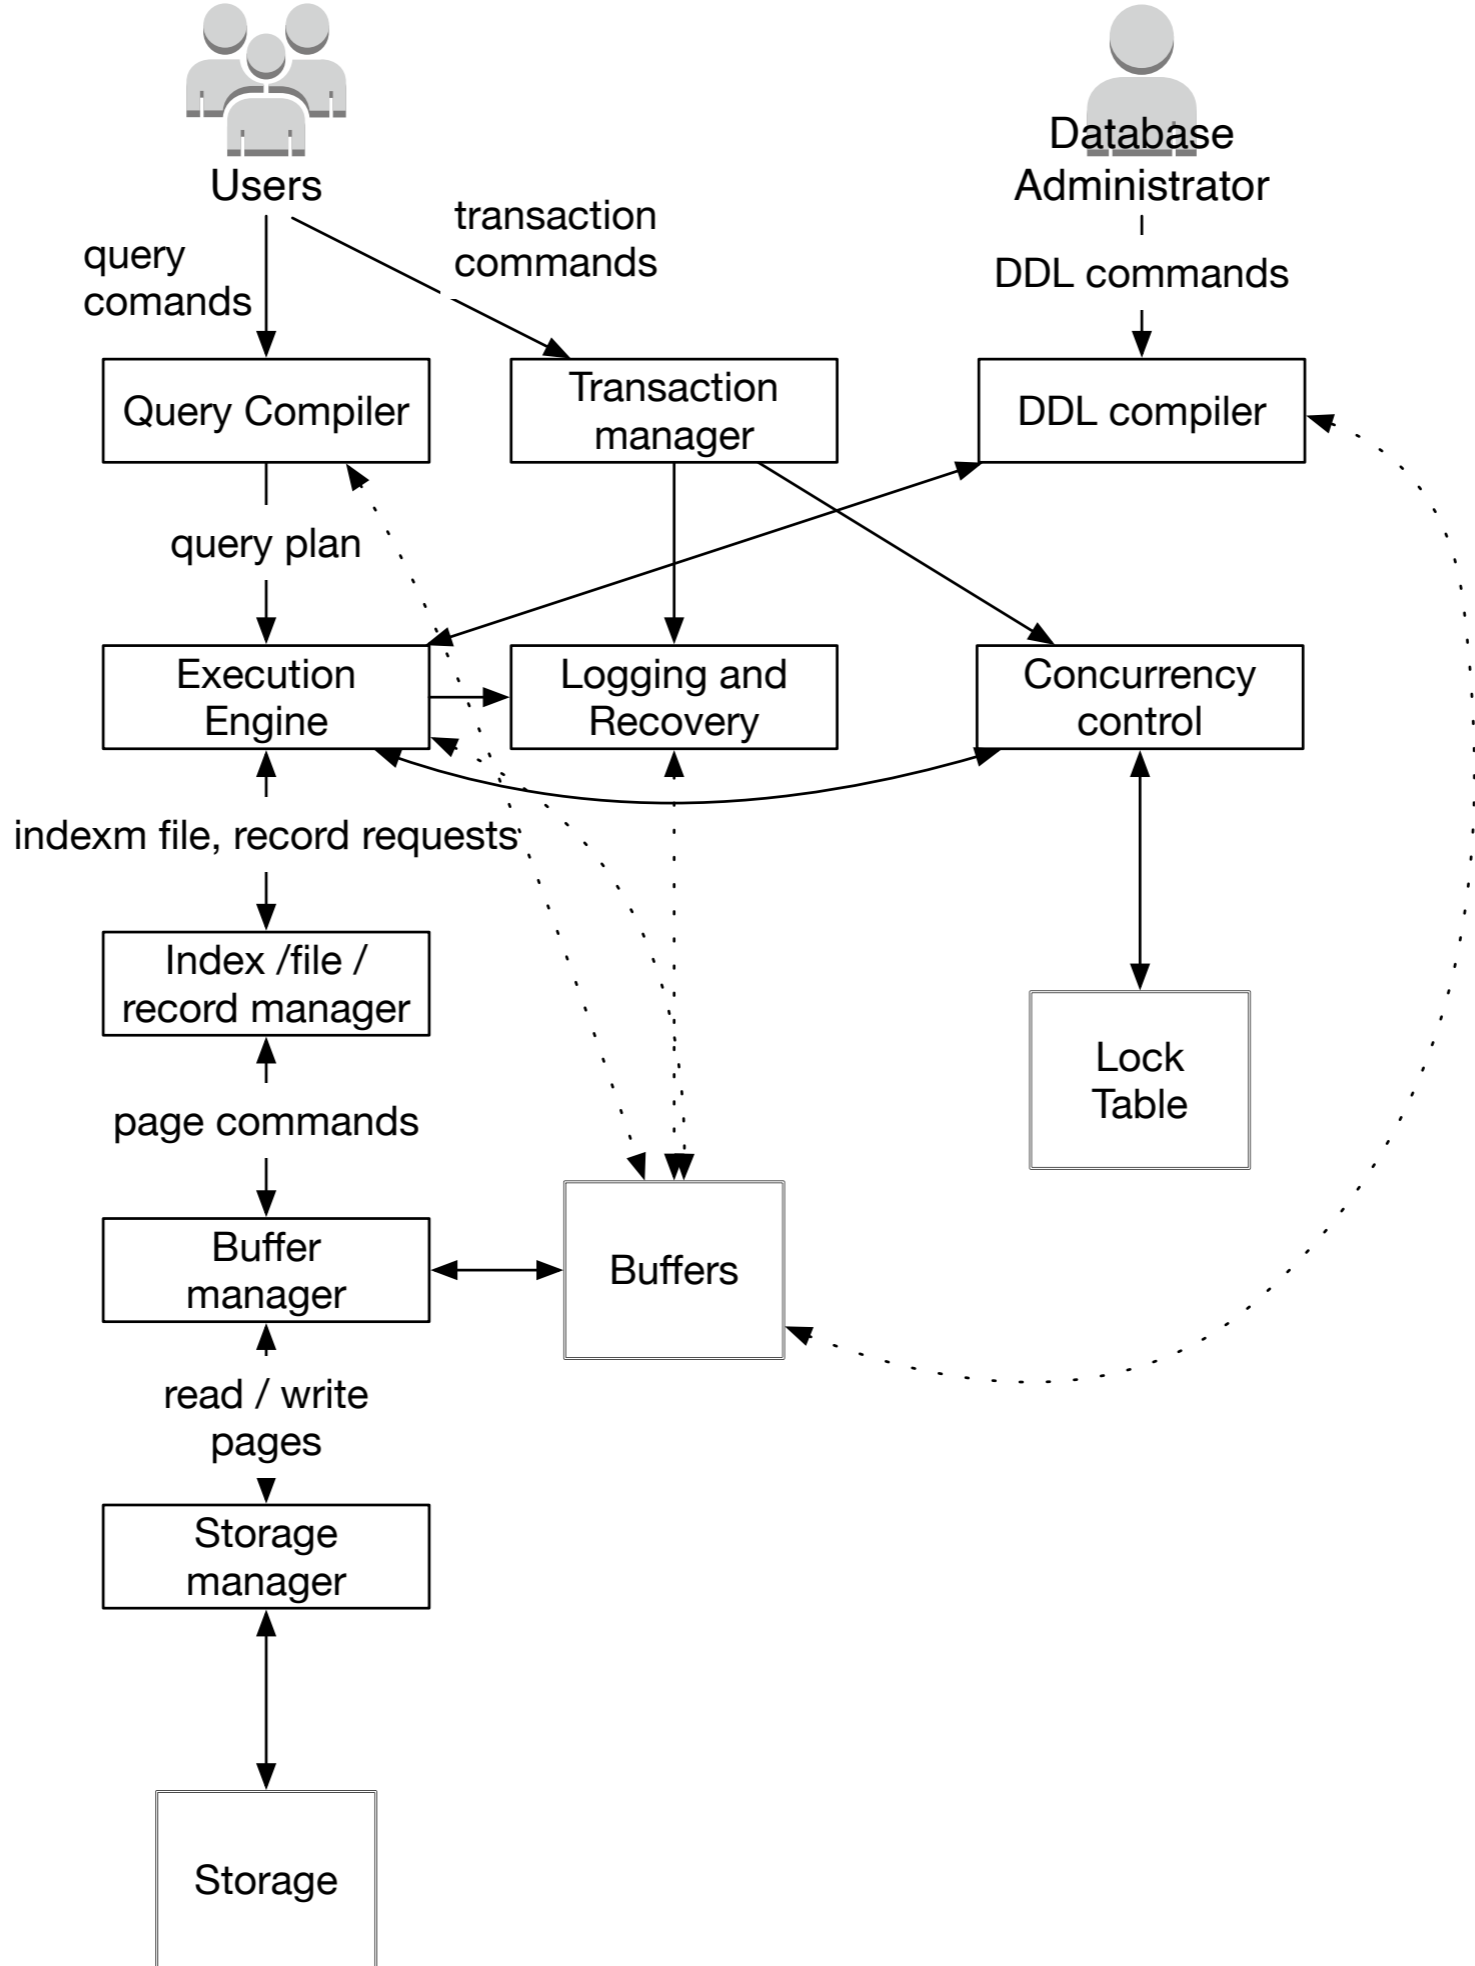 Users
Database
Administrator
query
comands
transaction
commands
DDL commands
Query Compiler
Transaction
manager
DDL compiler
query plan
Execution
Engine
Logging and
Recovery
Concurrency
control
indexm file, record requests
Index /file /
record manager
Lock
Table
page commands
Buffer
manager
Buffers
read / write
pages
Storage
manager
Storage